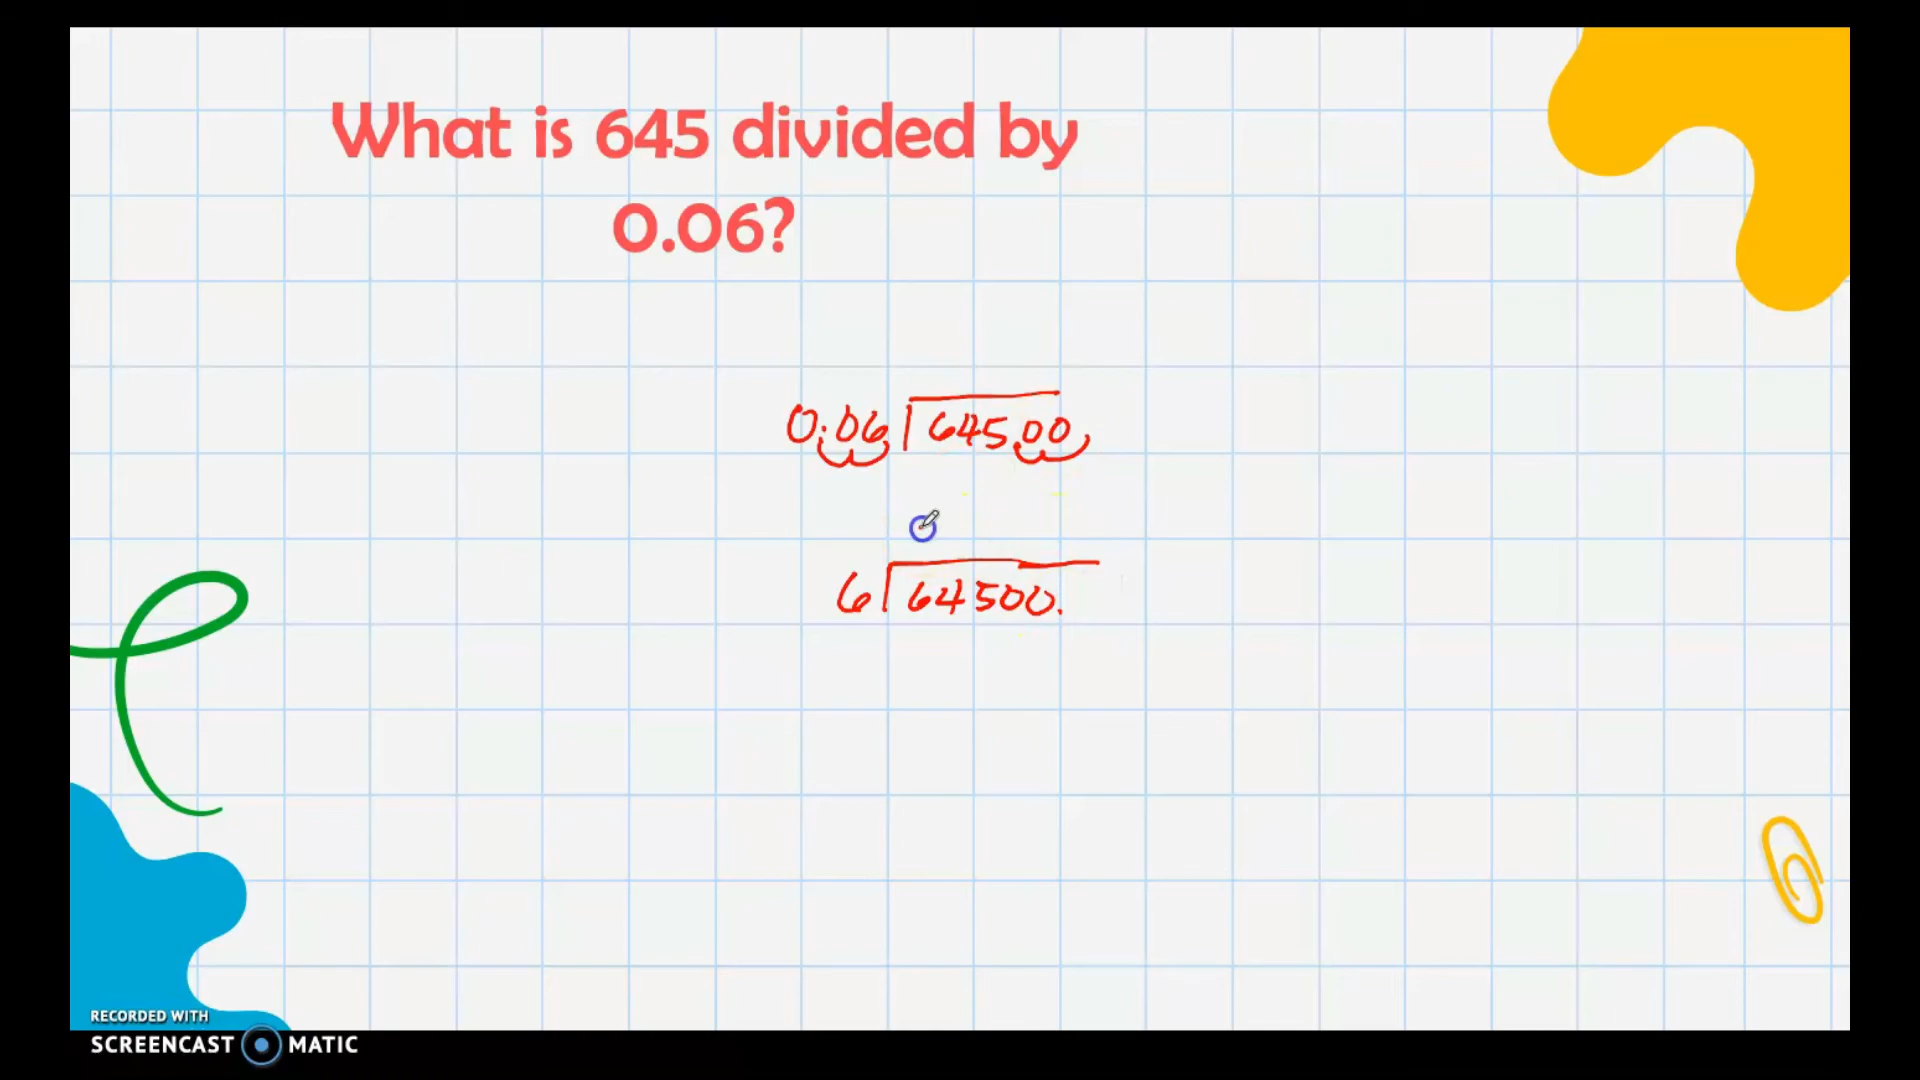 What is 645 divided by
0.06?
0.06 645.00
6 64500.
RECORDED WITH
SCREENCAST MATIC